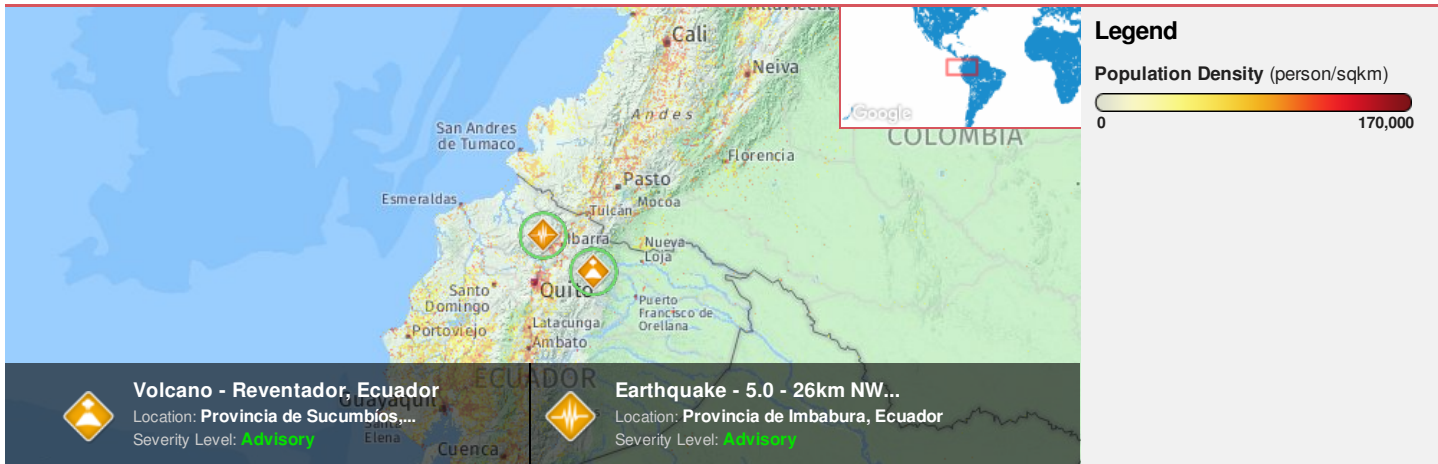 Cali
Neiva
Andes
Google
COLOMBIA
San Andres
de Tumaco
Florencia
Pasto
Esmeraldas
Mocoa
Tulcán
Ibarra
Nueva
Loja
Quito
Santo
Domingo
Puerto
Francisco de
Orellana
Portoviejo
Latacunga
Ambato
ECUADOR
Guayaquil
Santa
Elena
Cuenca
Volcano - Reventador, Ecuador
Location: Provincia de Sucumbíos,...
Severity Level: Advisory
Earthquake - 5.0 - 26km NW...
Location: Provincia de Imbabura, Ecuador
Severity Level: Advisory
Legend
Population Density (person/sqkm)
0 170,000